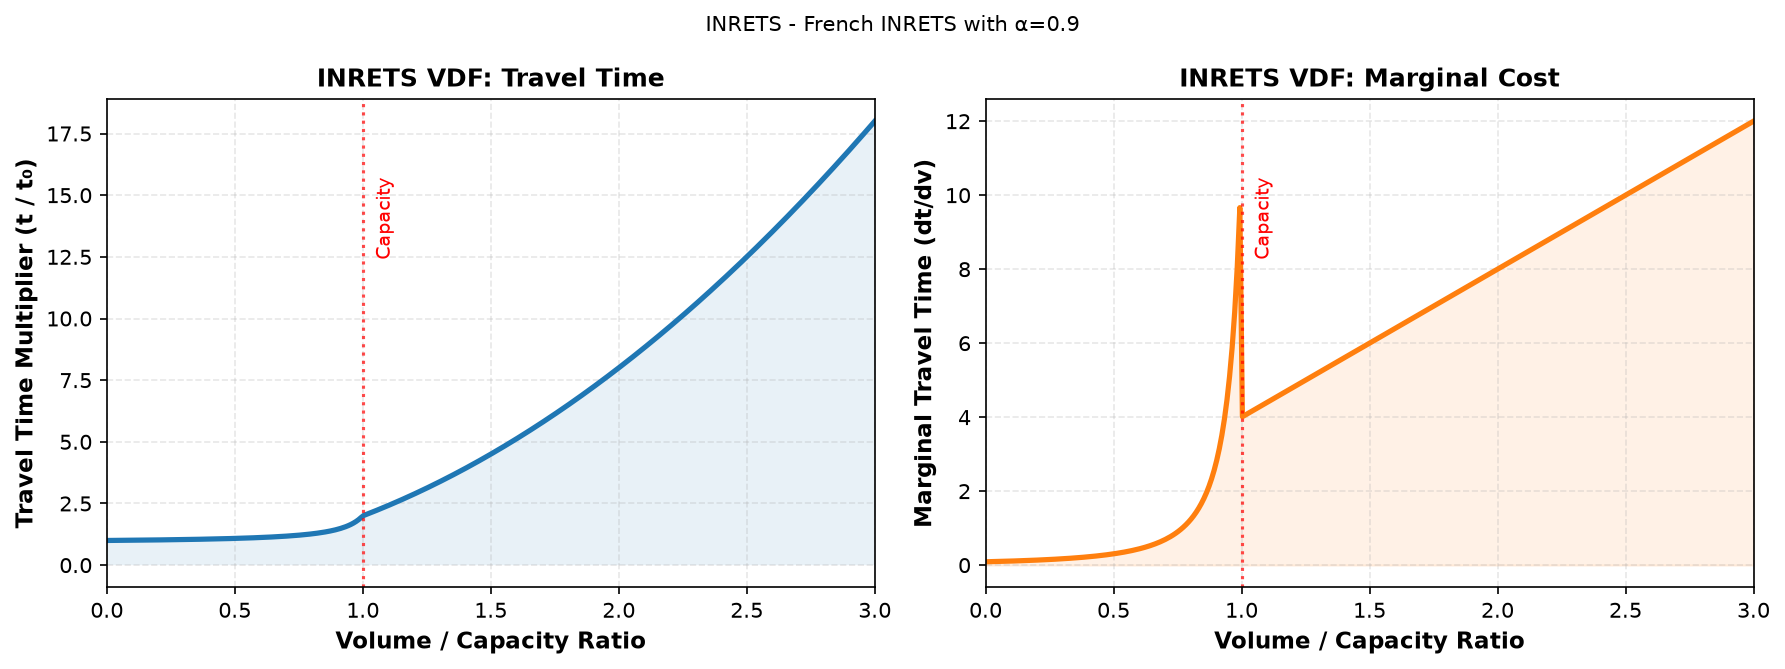 INRETS - French INRETS with α=0.9
INRETS VDF: Travel Time
Travel Time Multiplier (t / t₀)
17.5
15.0
12.5
10.0
7.5
5.0
2.5
0.0
Capacity
0.0 0.5 1.0 1.5 2.0 2.5 3.0
Volume / Capacity Ratio
INRETS VDF: Marginal Cost
Marginal Travel Time (dt/dv)
12
10
8
6
4
2
0
Capacity
0.0 0.5 1.0 1.5 2.0 2.5 3.0
Volume / Capacity Ratio